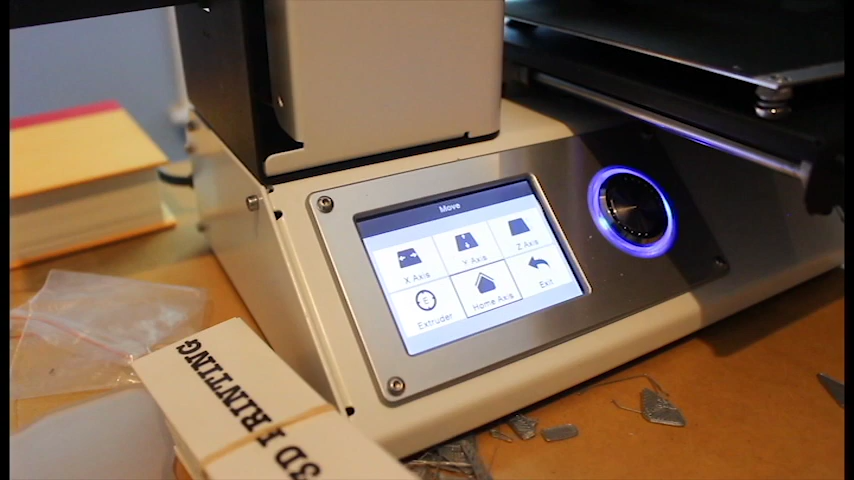 Move
X Axis
Y Axis
Z Axis
E
Extruder
Home Axis
Exit
3D PRINTING